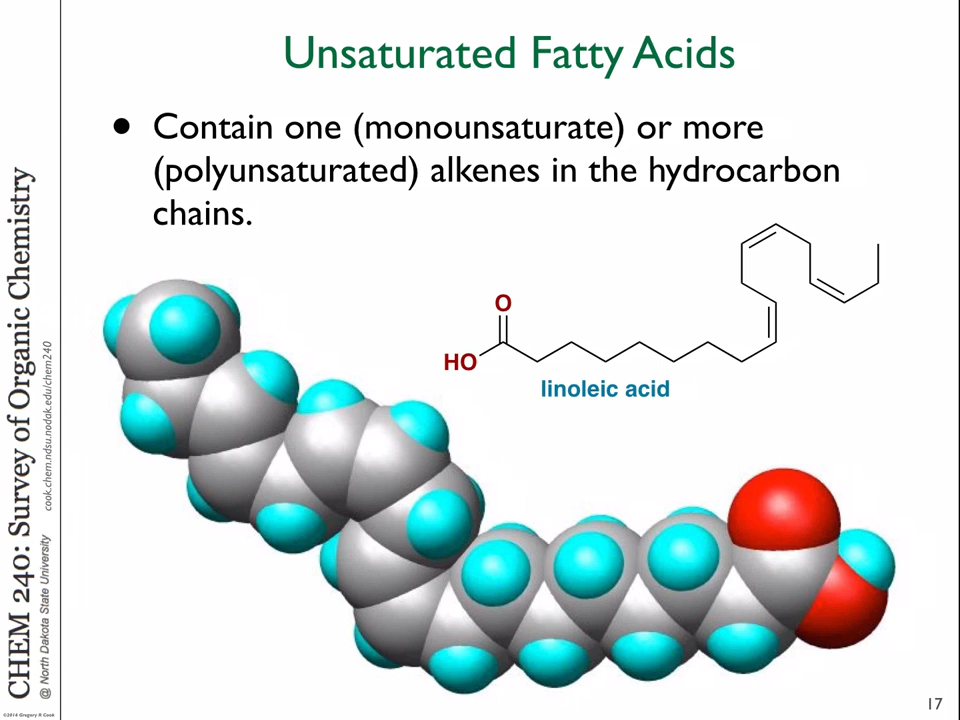 Unsaturated Fatty Acids
• Contain one (monounsaturate) or more
(polyunsaturated) alkenes in the hydrocarbon
chains.
O
HO
linoleic acid
CHEM 240: Survey of Organic Chemistry
@ North Dakota State University cook.chem.ndsu.nodak.edu/chem240
©2014 Gregory R Cook
17